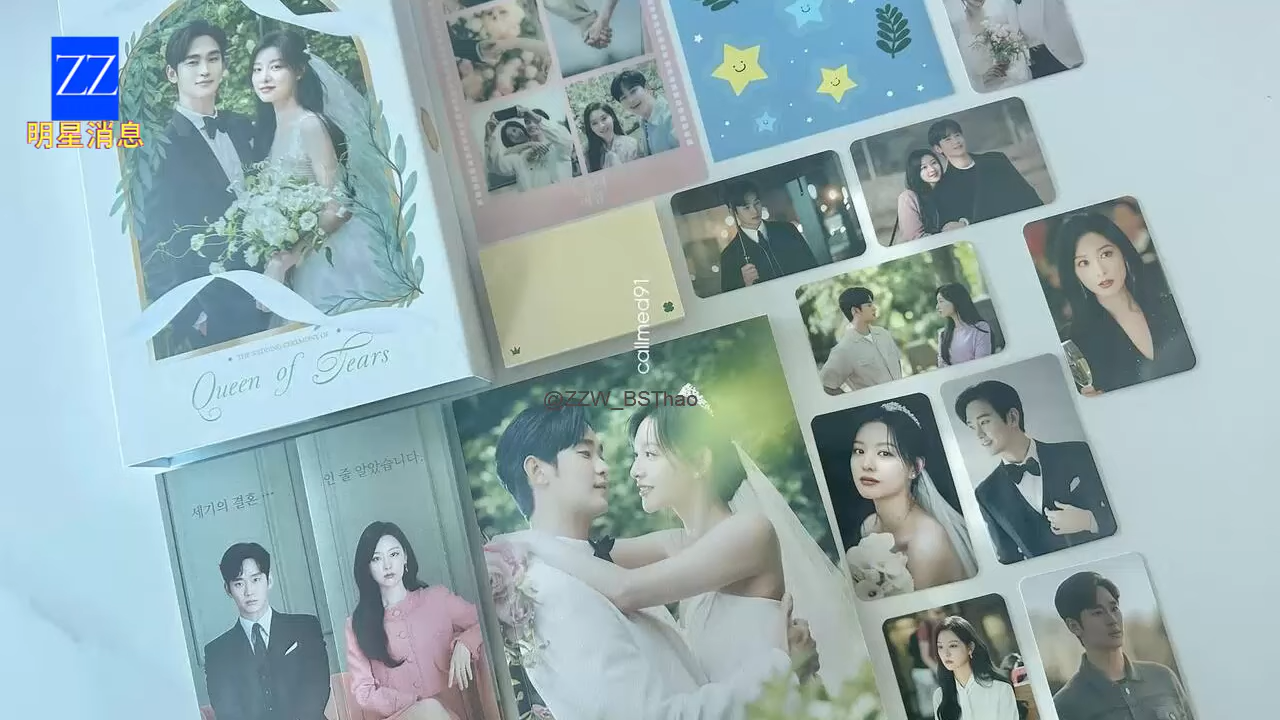 ZZ
明星消息
THE WEDDING CEREMONY OF
Queen of Tears
callmed91
@ZZW_BSThao
세기의 결혼 …
인 줄 알았습니다.